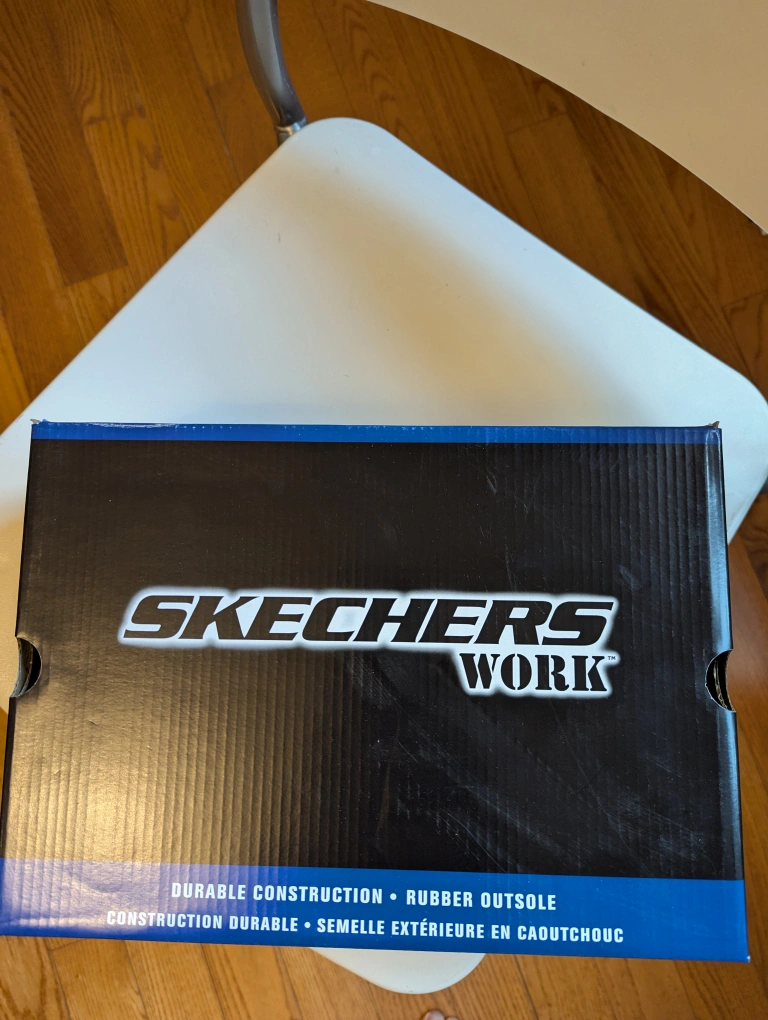 SKECHERS
WORK™
DURABLE CONSTRUCTION • RUBBER OUTSOLE
CONSTRUCTION DURABLE • SEMELLE EXTÉRIEURE EN CAOUTCHOUC